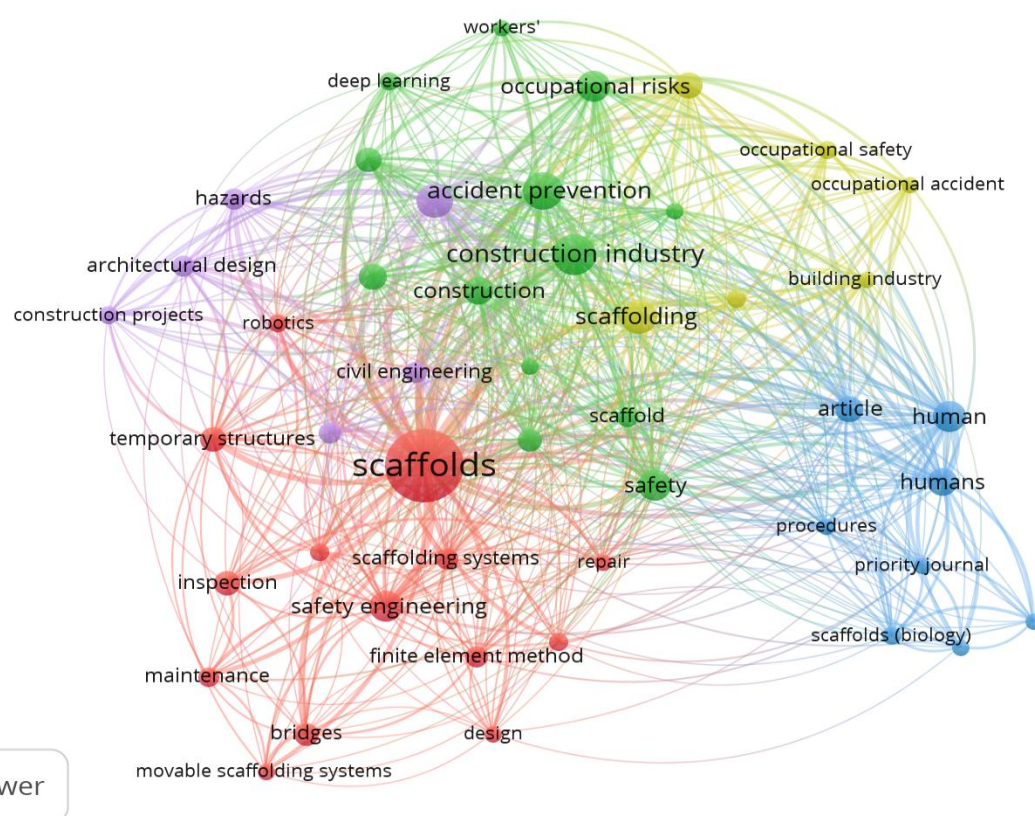 workers'
deep learning
occupational risks
occupational safety
occupational accident
accident prevention
hazards
construction industry
architectural design
building industry
construction
construction projects
scaffolding
robotics
civil engineering
article
human
scaffold
temporary structures
scaffolds
humans
safety
procedures
scaffolding systems
repair
priority journal
inspection
safety engineering
scaffolds (biology)
finite element method
maintenance
bridges
design
movable scaffolding systems
wer